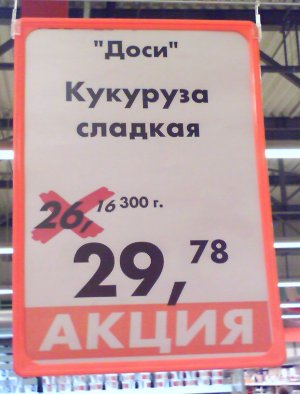 "Доси"
Кукуруза
сладкая
26,16 300 г.
29,78
АКЦИЯ